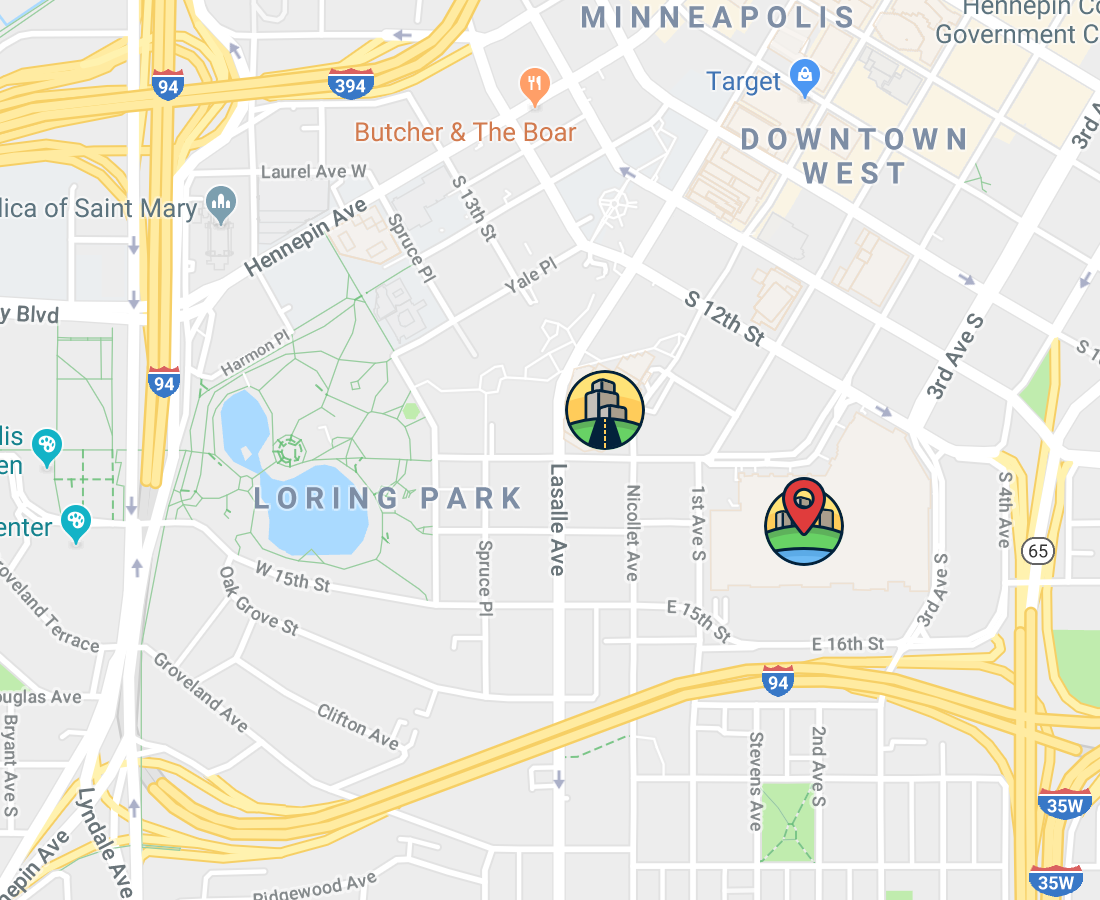 MINNEAPOLIS
Hennepin Co
Government C
94
394
Target
Butcher & The Boar
DOWNTOWN
WEST
3rd A
Laurel Ave W
lica of Saint Mary
Hennepin Ave
S 13th St
Spruce Pl
Yale Pl
y Blvd
S 12th St
3rd Ave S
S 1
Harmon Pl
94
lis
en
LORING PARK
Lasalle Ave
Nicollet Ave
1st Ave S
S 4th Ave
enter
65
W 15th St
Spruce Pl
3rd Ave S
Oak Grove St
roveland Terrace
E 15th St
E 16th St
94
Groveland Ave
ouglas Ave
Clifton Ave
Bryant Ave S
Stevens Ave
2nd Ave S
35W
Lyndale Ave
nepin Ave
Ridgewood Ave
35W